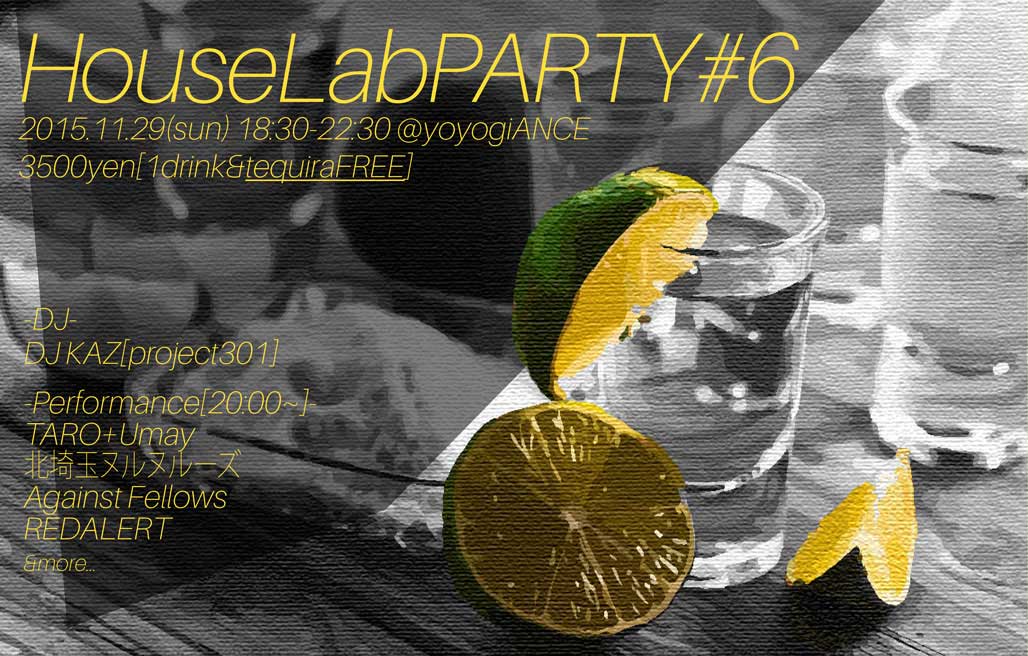 HouseLabPARTY#6
2015.11.29(sun) 18:30-22:30 @yoyogiANCE
3500yen[1drink&tequiraFREE]
-DJ-
DJ KAZ[project301]
-Performance[20:00~]-
TARO+Umay
北埼玉ヌルヌルーズ
Against Fellows
REDALERT
&more...